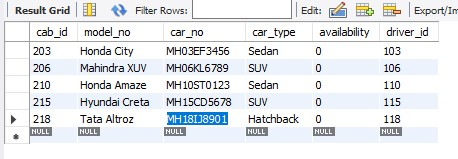 Result Grid Filter Rows: Edit: Export/Im
cab_id model_no car_no car_type availability driver_id
203 Honda City MH03EF3456 Sedan 0 103
206 Mahindra XUV MH06KL6789 SUV 0 106
210 Honda Amaze MH10ST0123 Sedan 0 110
215 Hyundai Creta MH15CD5678 SUV 0 115
218 Tata Altroz MH18IJ8901 Hatchback 0 118
NULL NULL NULL NULL NULL NULL